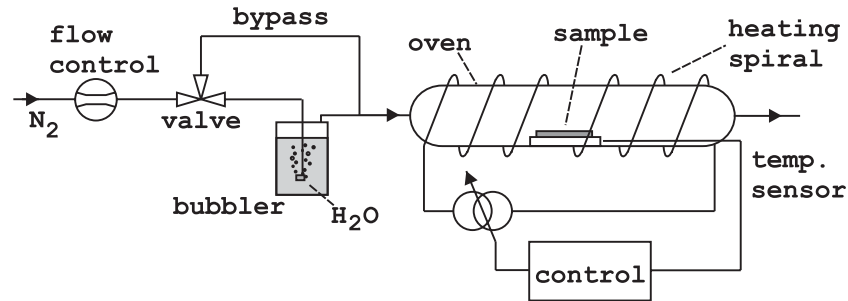 bypass
flow
control
N2
valve
bubbler
H2O
oven
sample
heating
spiral
temp.
sensor
control